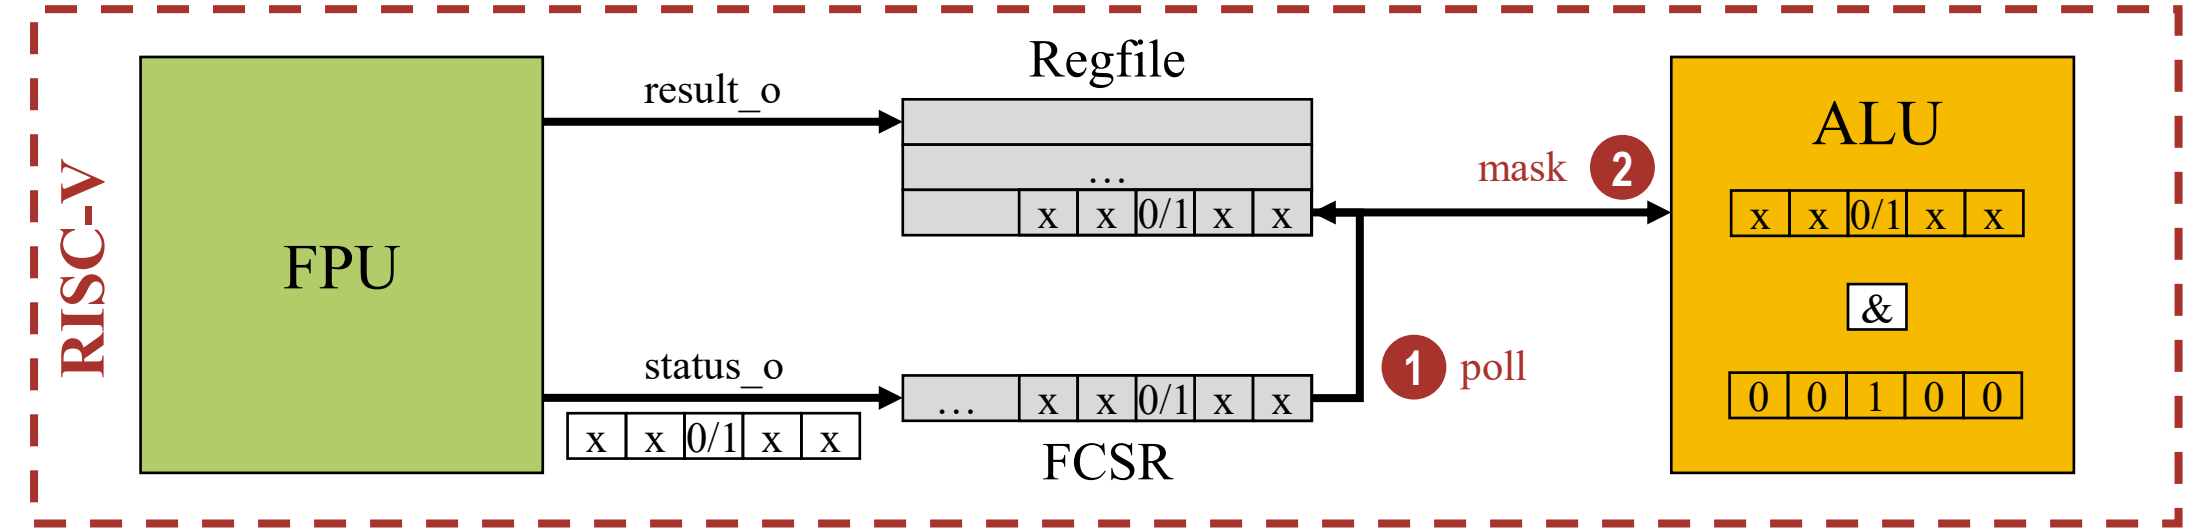 RISC-V
FPU
result_o
status_o
x x 0/1 x x
Regfile
...
x x 0/1 x x
... x x 0/1 x x
FCSR
1 poll
mask 2
ALU
x x 0/1 x x
&
0 0 1 0 0